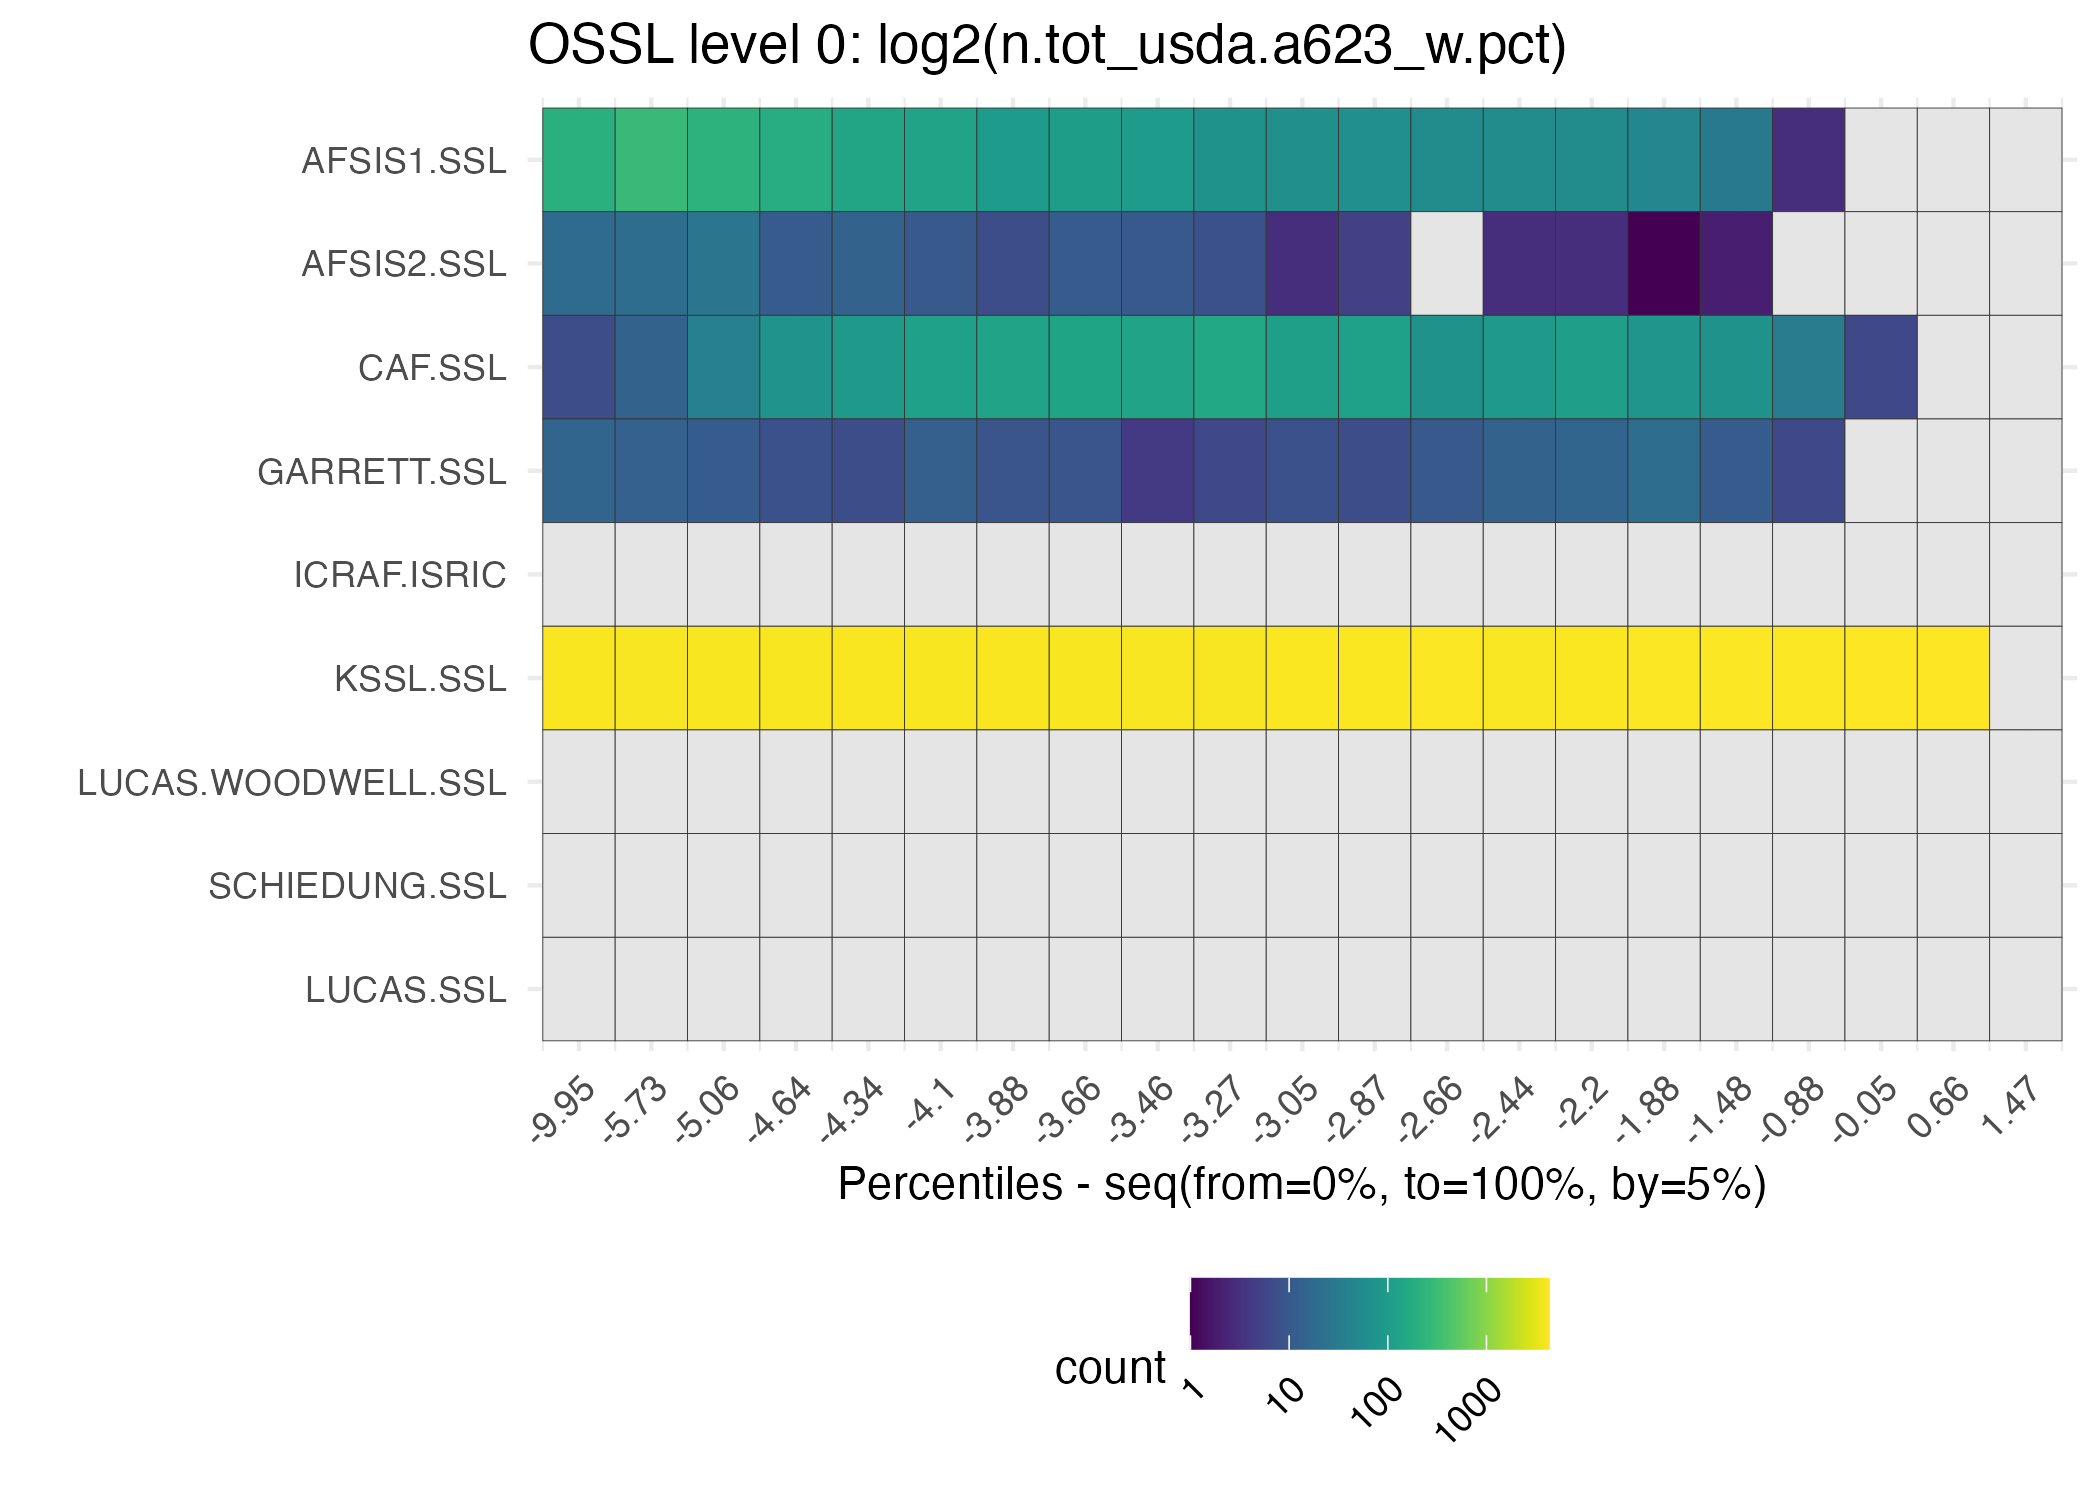 OSSL level 0: log2(n.tot_usda.a623_w.pct)
AFSIS1.SSL
AFSIS2.SSL
CAF.SSL
GARRETT.SSL
ICRAF.ISRIC
KSSL.SSL
LUCAS.WOODWELL.SSL
SCHIEDUNG.SSL
LUCAS.SSL
-9.95 -5.73 -5.06 -4.64 -4.34 -4.1 -3.88 -3.66 -3.46 -3.27 -3.05 -2.87 -2.66 -2.44 -2.2 -1.88 -1.48 -0.88 -0.05 0.66 1.47
Percentiles - seq(from=0%, to=100%, by=5%)
count
1 10 100 1000